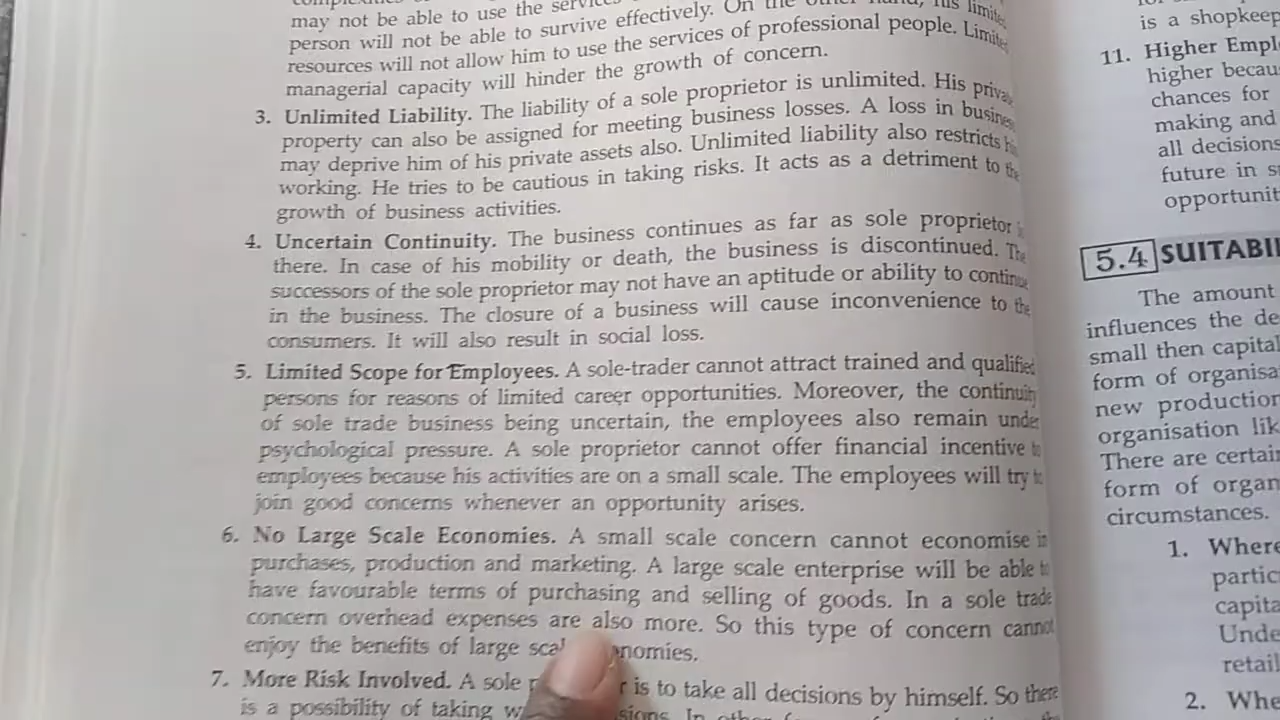 may not be able to use the services
person will not be able to survive effectively. On the other hand, his limited
resources will not allow him to use the services of professional people. Limited
managerial capacity will hinder the growth of concern.
3. Unlimited Liability. The liability of a sole proprietor is unlimited. His private
property can also be assigned for meeting business losses. A loss in business
may deprive him of his private assets also. Unlimited liability also restricts his
working. He tries to be cautious in taking risks. It acts as a detriment to the
growth of business activities.
4. Uncertain Continuity. The business continues as far as sole proprietor is
there. In case of his mobility or death, the business is discontinued. The
successors of the sole proprietor may not have an aptitude or ability to continue
in the business. The closure of a business will cause inconvenience to the
consumers. It will also result in social loss.
5. Limited Scope for Employees. A sole-trader cannot attract trained and qualified
persons for reasons of limited career opportunities. Moreover, the continuity
of sole trade business being uncertain, the employees also remain under
psychological pressure. A sole proprietor cannot offer financial incentive to
employees because his activities are on a small scale. The employees will try to
join good concerns whenever an opportunity arises.
6. No Large Scale Economies. A small scale concern cannot economise in
purchases, production and marketing. A large scale enterprise will be able to
have favourable terms of purchasing and selling of goods. In a sole trade
concern overhead expenses are also more. So this type of concern cannot
enjoy the benefits of large scal nomies.
7. More Risk Involved. A sole p r is to take all decisions by himself. So there
is a possibility of taking w sions. In other
is a shopkeep
11. Higher Empl
higher becau
chances for
making and
all decisions
future in s
opportunit
5.4 SUITABI
The amount
influences the de
small then capital
form of organisa
new production
organisation lik
There are certain
form of organ
circumstances.
1. Where
partic
capita
Unde
retail
2. Whe